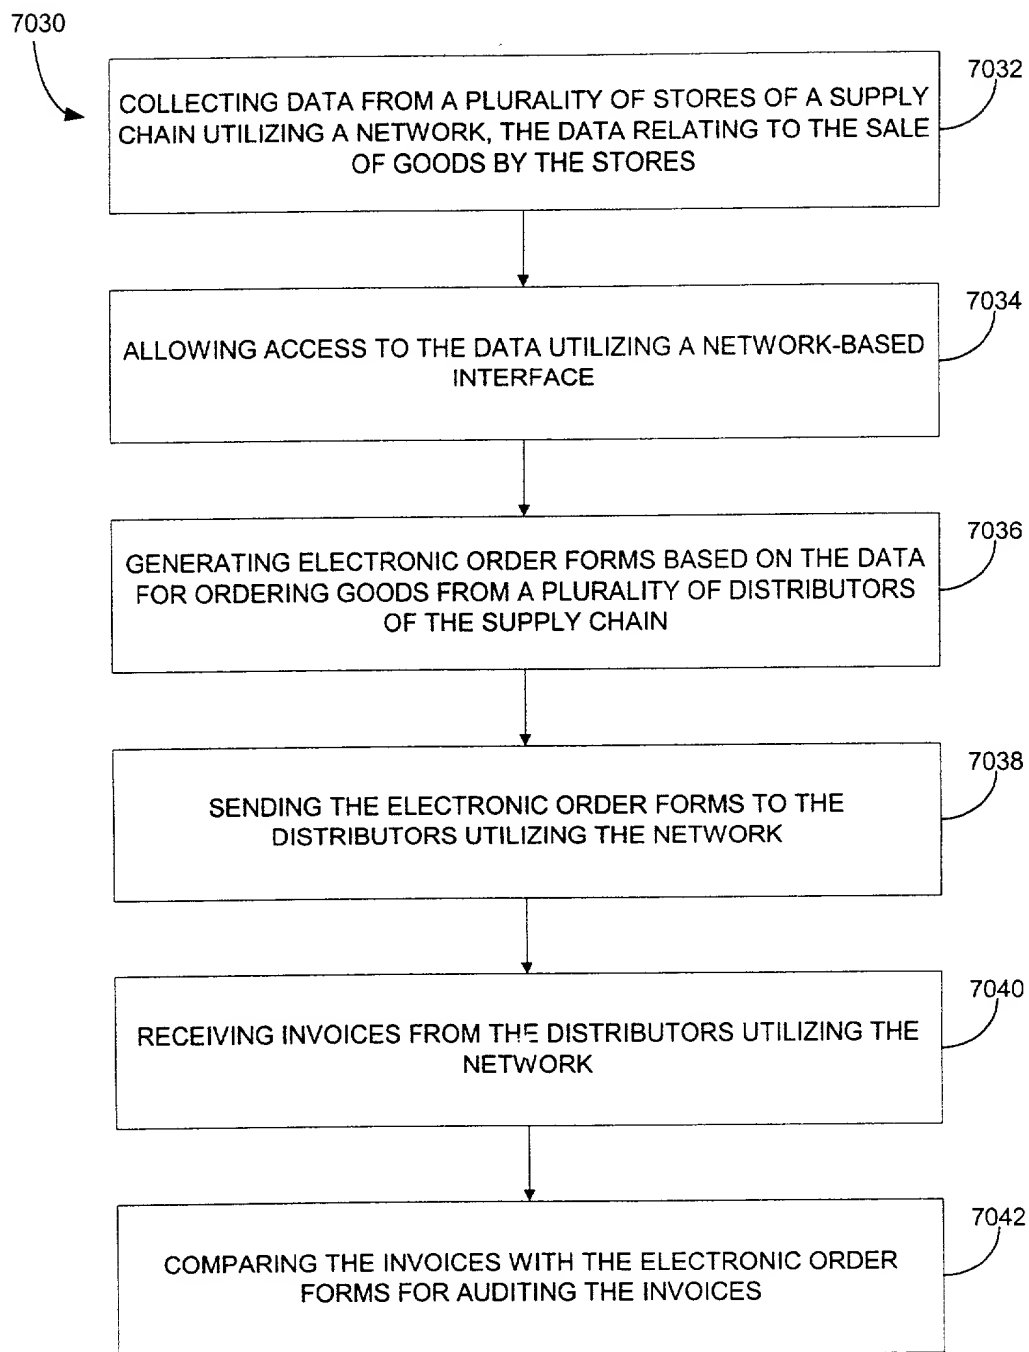 7030
7032
COLLECTING DATA FROM A PLURALITY OF STORES OF A SUPPLY
CHAIN UTILIZING A NETWORK, THE DATA RELATING TO THE SALE
OF GOODS BY THE STORES
7034
ALLOWING ACCESS TO THE DATA UTILIZING A NETWORK-BASED
INTERFACE
7036
GENERATING ELECTRONIC ORDER FORMS BASED ON THE DATA
FOR ORDERING GOODS FROM A PLURALITY OF DISTRIBUTORS
OF THE SUPPLY CHAIN
7038
SENDING THE ELECTRONIC ORDER FORMS TO THE
DISTRIBUTORS UTILIZING THE NETWORK
7040
RECEIVING INVOICES FROM THE DISTRIBUTORS UTILIZING THE
NETWORK
7042
COMPARING THE INVOICES WITH THE ELECTRONIC ORDER
FORMS FOR AUDITING THE INVOICES